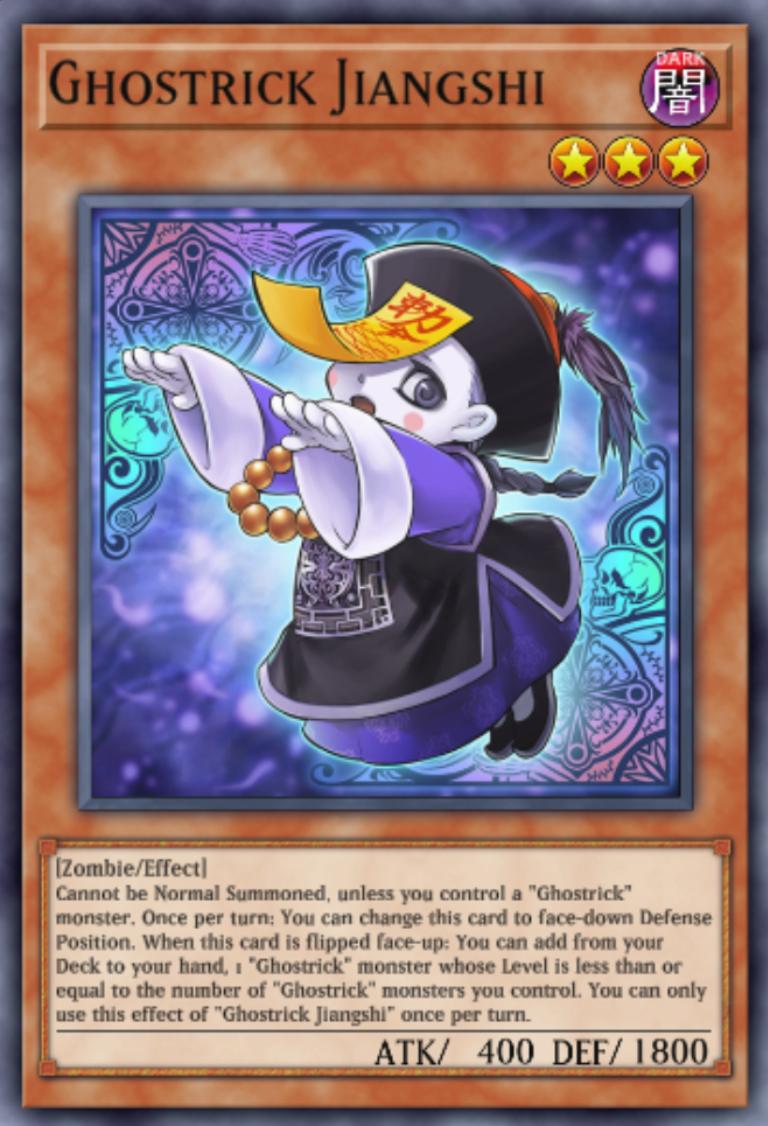 Ghostrick Jiangshi
DARK
闇
勅令
[Zombie/Effect]
Cannot be Normal Summoned, unless you control a "Ghostrick"
monster. Once per turn: You can change this card to face-down Defense
Position. When this card is flipped face-up: You can add from your
Deck to your hand, 1 "Ghostrick" monster whose Level is less than or
equal to the number of "Ghostrick" monsters you control. You can only
use this effect of "Ghostrick Jiangshi" once per turn.
ATK/ 400 DEF/ 1800